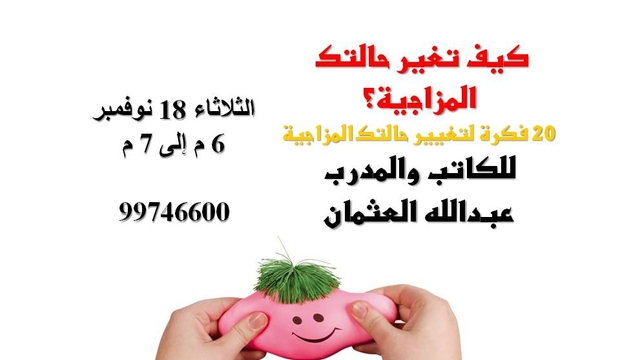 كيف تغير حالتك
المزاجية؟
20 فكرة لتغيير حالتك المزاجية
للكاتب والمدرب
عبدالله العثمان
الثلاثاء 18 نوفمبر
6 م إلى 7 م
99746600